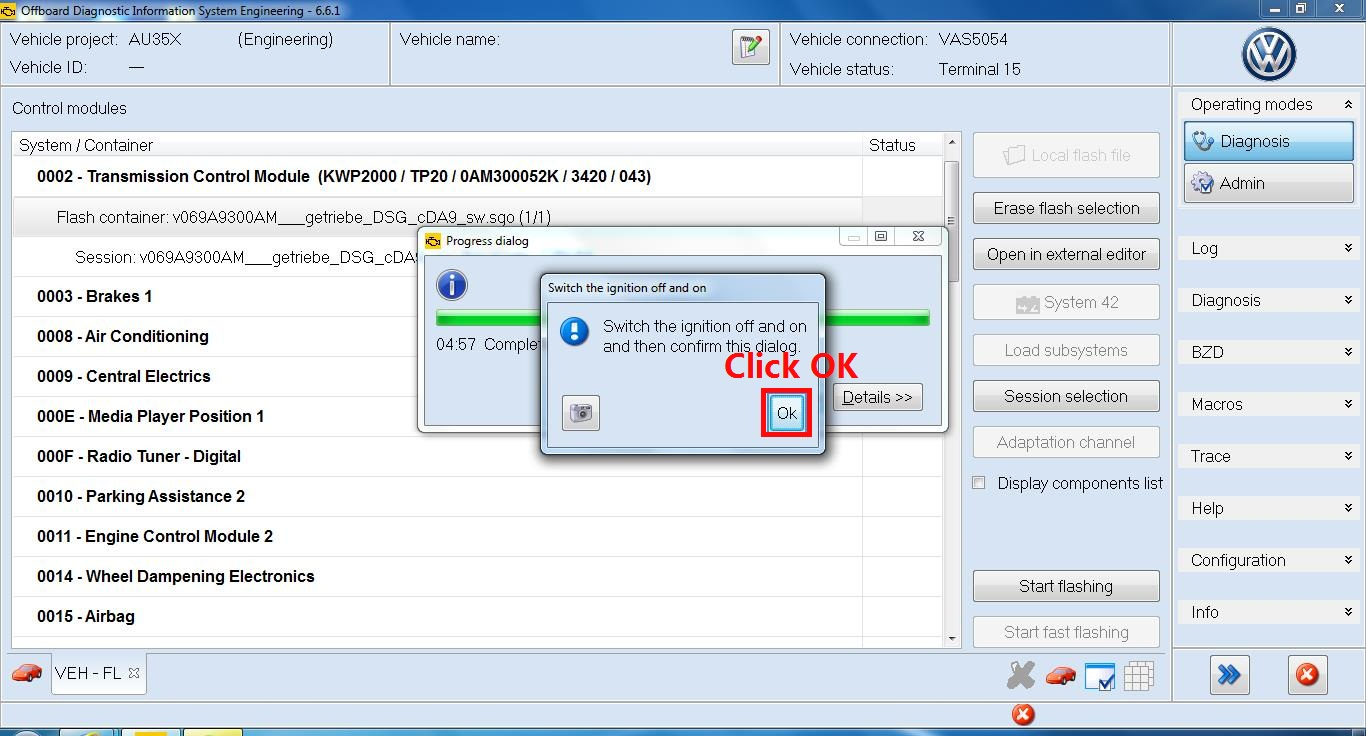 Offboard Diagnostic Information System Engineering - 6.6.1
Vehicle project: AU35X (Engineering)
Vehicle ID: —
Vehicle name:
Vehicle connection: VAS5054
Vehicle status: Terminal 15
Control modules
System / Container Status
0002 - Transmission Control Module (KWP2000 / TP20 / 0AM300052K / 3420 / 043)
Flash container: v069A9300AM___getriebe_DSG_cDA9_sw.sgo (1/1)
Session: v069A9300AM___getriebe_DSG_cDA9
0003 - Brakes 1
0008 - Air Conditioning
0009 - Central Electrics
000E - Media Player Position 1
000F - Radio Tuner - Digital
0010 - Parking Assistance 2
0011 - Engine Control Module 2
0014 - Wheel Dampening Electronics
0015 - Airbag
Progress dialog
04:57 Complet
Details >>
Switch the ignition off and on
Switch the ignition off and on
and then confirm this dialog.
Click OK
Ok
Local flash file
Erase flash selection
Open in external editor
System 42
Load subsystems
Session selection
Adaptation channel
Display components list
Start flashing
Start fast flashing
Operating modes
Diagnosis
Admin
Log
Diagnosis
BZD
Macros
Trace
Help
Configuration
Info
VEH - FL